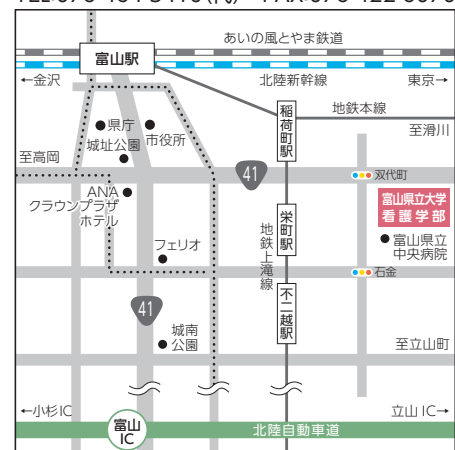 あいの風とやま鉄道
富山駅
←金沢
北陸新幹線
東京→
地鉄本線
稲荷町駅
至滑川
県庁
城址公園
市役所
至高岡
41
双代町
ANA
クラウンプラザ
ホテル
富山県立大学
看護学部
栄町駅
地鉄上滝線
富山県立
中央病院
フェリオ
石金
不二越駅
41
城南
公園
至立山町
←小杉IC
立山IC→
富山
IC
北陸自動車道